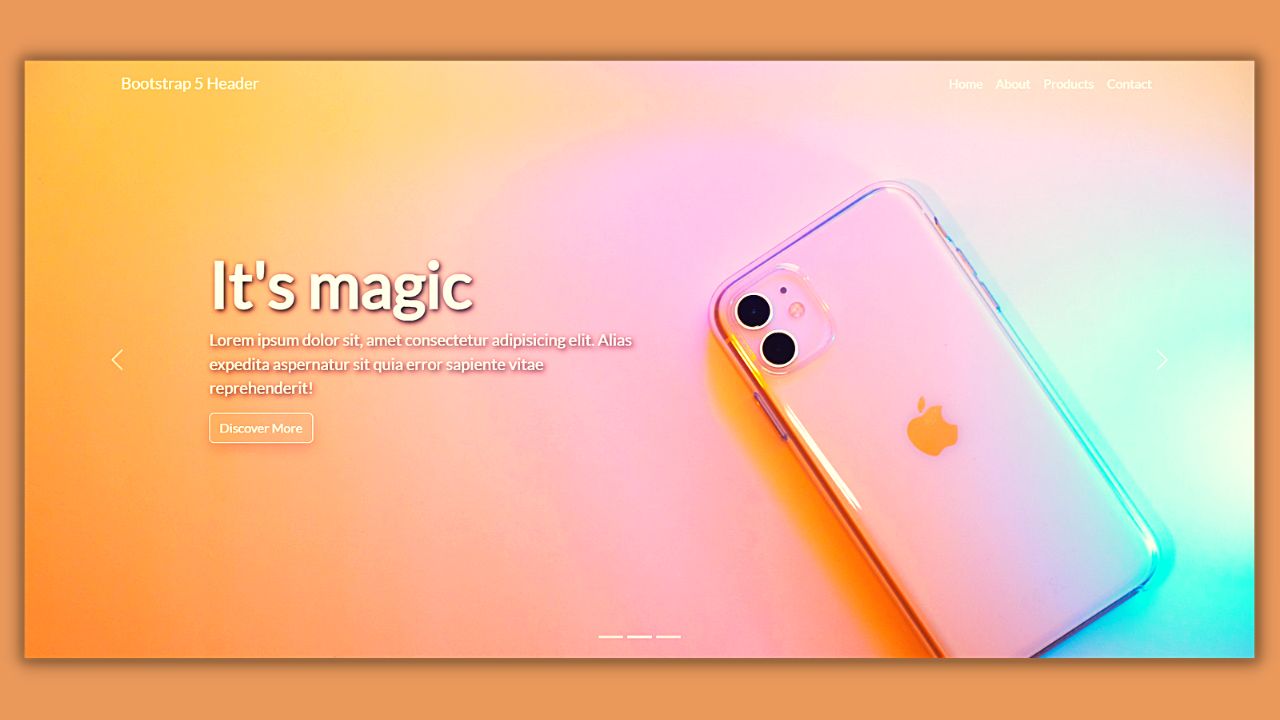 Bootstrap 5 Header
Home About Products Contact
It's magic
Lorem ipsum dolor sit, amet consectetur adipisicing elit. Alias
expedita aspernatur sit quia error sapiente vitae
reprehenderit!
Discover More